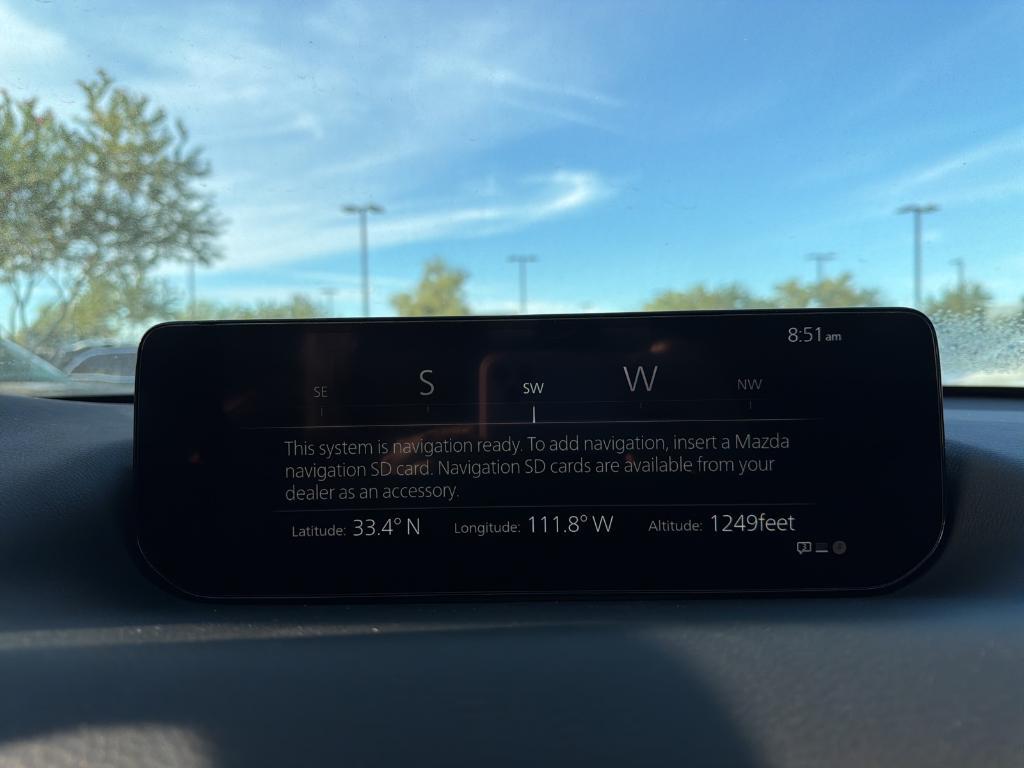 8:51 am
SE S SW W NW
This system is navigation ready. To add navigation, insert a Mazda
navigation SD card. Navigation SD cards are available from your
dealer as an accessory.
Latitude: 33.4° N Longitude: 111.8° W Altitude: 1249feet